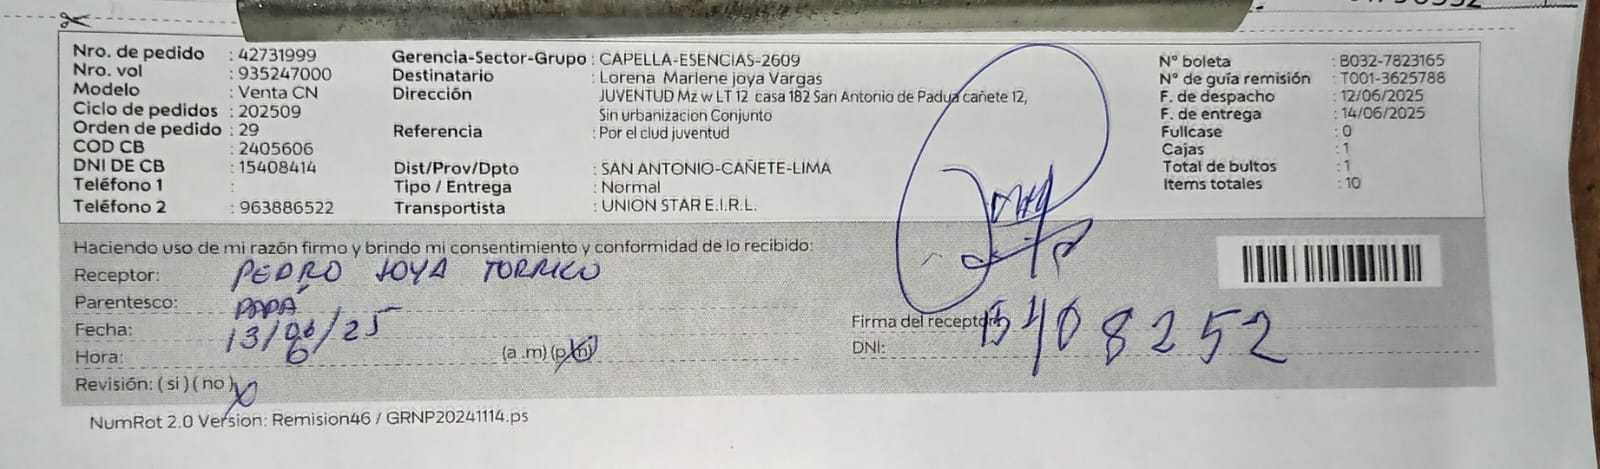 Nro. de pedido : 42731999
Nro. vol : 935247000
Modelo : Venta CN
Ciclo de pedidos : 202509
Orden de pedido : 29
COD CB : 2405606
DNI DE CB : 15408414
Teléfono 1 :
Teléfono 2 : 963886522
Gerencia-Sector-Grupo : CAPELLA-ESENCIAS-2609
Destinatario : Lorena Marlene joya Vargas
Dirección JUVENTUD Mz w LT 12 casa 182 San Antonio de Padua cañete 12,
Sin urbanizacion Conjunto
Referencia : Por el clud juventud
Dist/Prov/Dpto : SAN ANTONIO-CAÑETE-LIMA
Tipo / Entrega : Normal
Transportista : UNION STAR E.I.R.L.
N° boleta : B032-7823165
N° de guía remisión : T001-3625788
F. de despacho : 12/06/2025
F. de entrega : 14/06/2025
Fullcase : 0
Cajas : 1
Total de bultos : 1
Items totales : 10
Haciendo uso de mi razón firmo y brindo mi consentimiento y conformidad de lo recibido:
Receptor: PEDRO JOYA TORRICO
Parentesco: PAPÁ
Fecha: 13/06/25
Hora: 6 (a .m) (p.m)
Revisión: ( si ) ( no )
Firma del receptor:
DNI: 15408252
NumRot 2.0 Version: Remision46 / GRNP20241114.ps